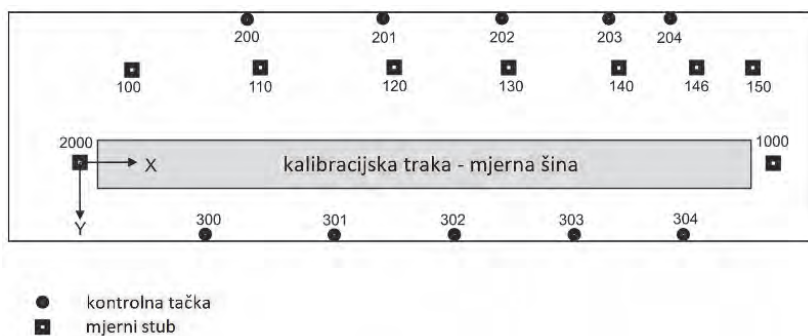 200 201 202 203 204
100 110 120 130 140 146 150
2000 1000
X kalibracijska traka - mjerna šina
Y
300 301 302 303 304
kontrolna tačka
mjerni stub